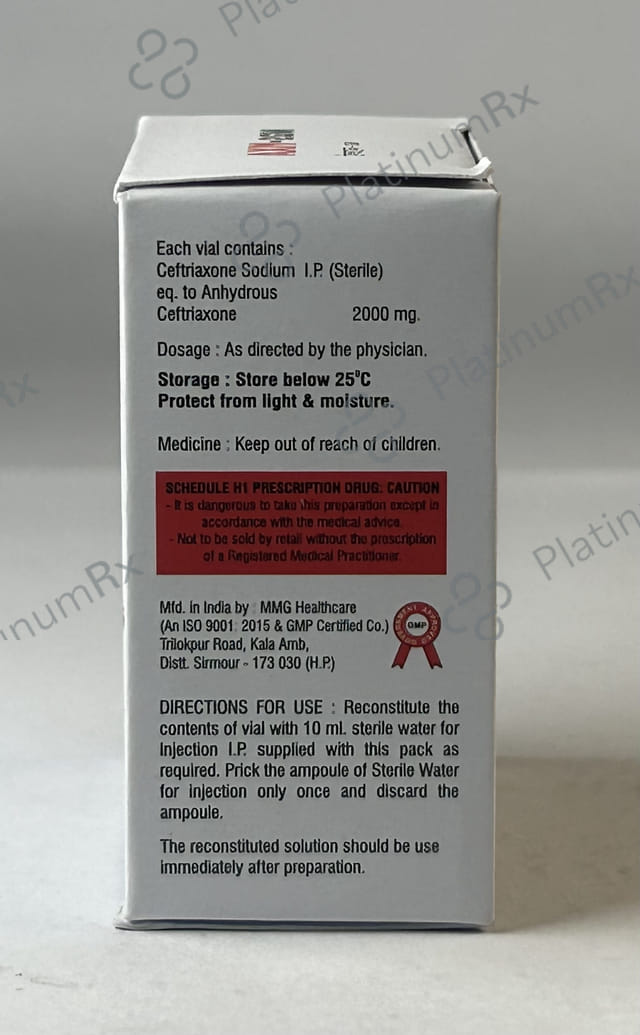 Each vial contains :
Ceftriaxone Sodium I.P. (Sterile)
eq. to Anhydrous
Ceftriaxone 2000 mg.
Dosage : As directed by the physician.
Storage : Store below 25⁰C
Protect from light & moisture.
Medicine : Keep out of reach of children.
SCHEDULE H1 PRESCRIPTION DRUG: CAUTION
- It is dangerous to take this preparation except in
accordance with the medical advice.
- Not to be sold by retail without the prescription
of a Registered Medical Practitioner.
Mfd. in India by : MMG Healthcare
(An ISO 9001: 2015 & GMP Certified Co.)
Trilokpur Road, Kala Amb,
Distt. Sirmour - 173 030 (H.P.)
GOVERNMENT APPROVED
GMP
DIRECTIONS FOR USE : Reconstitute the
contents of vial with 10 ml. sterile water for
Injection I.P. supplied with this pack as
required. Prick the ampoule of Sterile Water
for injection only once and discard the
ampoule.
The reconstituted solution should be use
immediately after preparation.
PlatinumRx
PlatinumRx
PlatinumRx